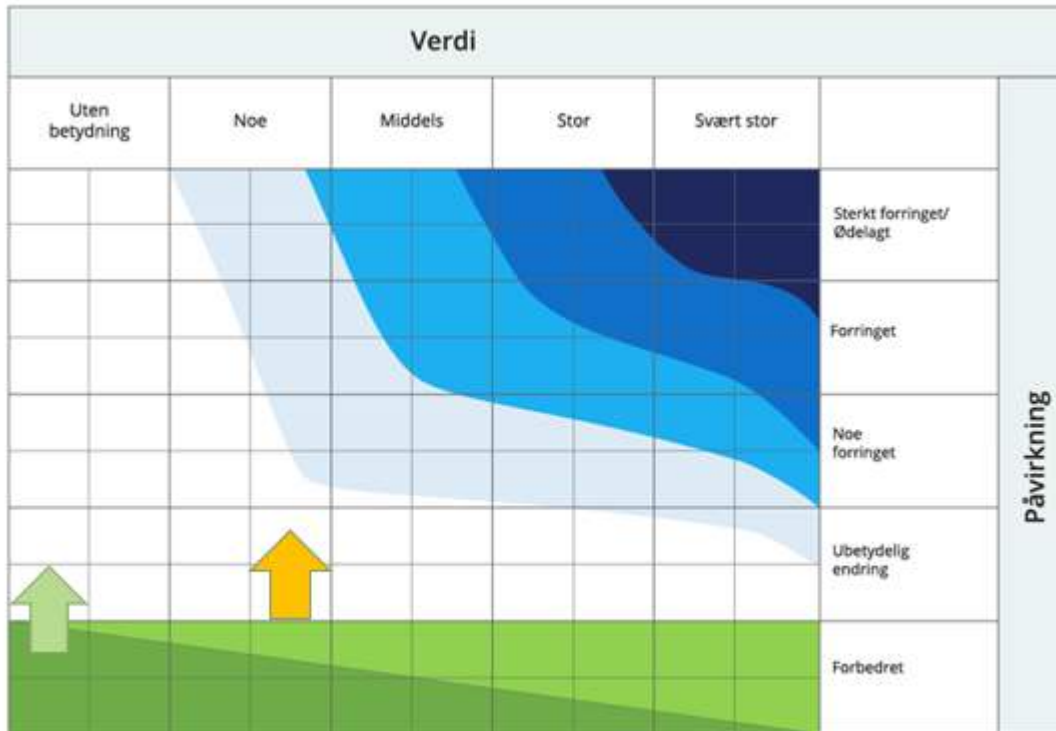 Verdi
Uten
betydning
Noe
Middels
Stor
Svært stor
Sterkt forringet/
Ødelagt
Forringet
Noe
forringet
Ubetydelig
endring
Forbedret
Påvirkning